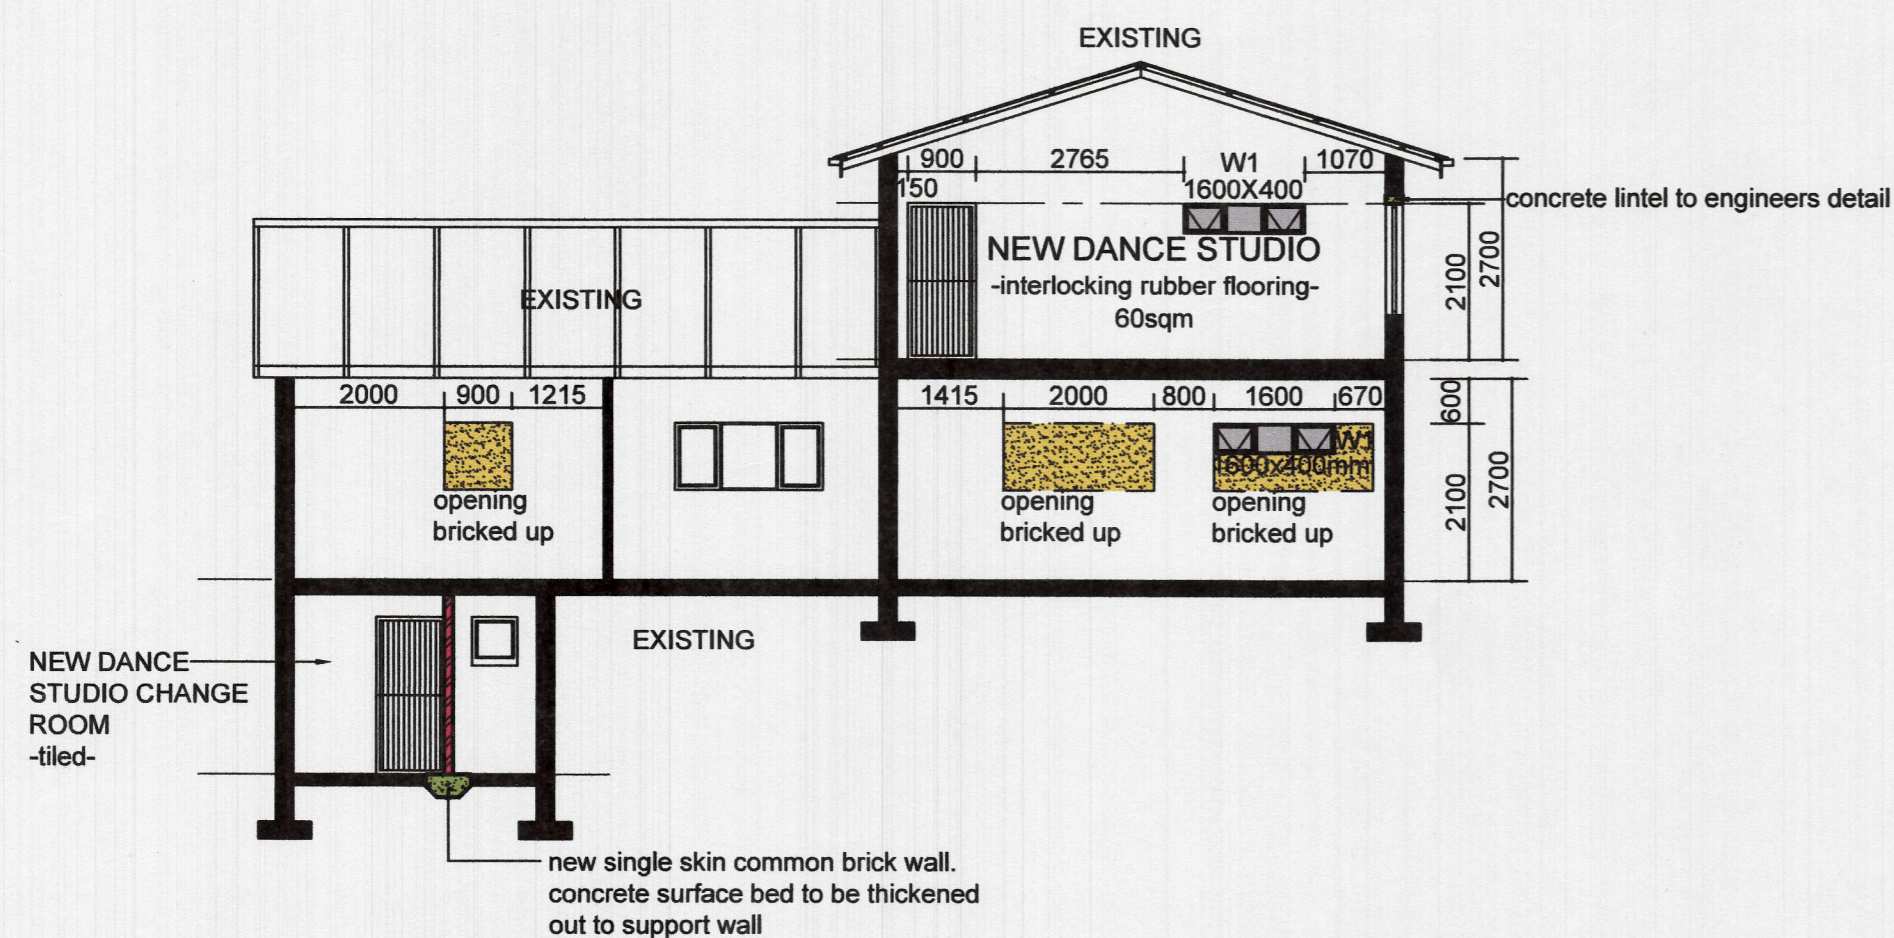 EXISTING
900 2765 W1 1070
150 1600X400
concrete lintel to engineers detail
NEW DANCE STUDIO
-interlocking rubber flooring-
60sqm
2100
2700
EXISTING
2000 900 1215
1415 2000 800 1600 670
600
W1
1600x400mm
2100
2700
opening
bricked up
opening
bricked up
opening
bricked up
EXISTING
NEW DANCE
STUDIO CHANGE
ROOM
-tiled-
new single skin common brick wall.
concrete surface bed to be thickened
out to support wall